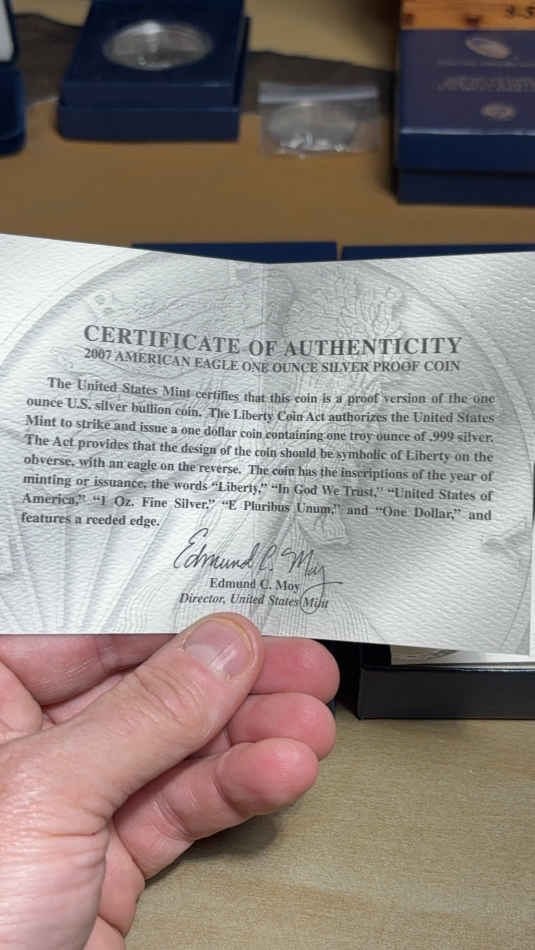 CERTIFICATE OF AUTHENTICITY
2007 AMERICAN EAGLE ONE OUNCE SILVER PROOF COIN
The United States Mint certifies that this coin is a proof version of the one
ounce U.S. silver bullion coin. The Liberty Coin Act authorizes the United States
Mint to strike and issue a one dollar coin containing one troy ounce of .999 silver.
The Act provides that the design of the coin should be symbolic of Liberty on the
obverse, with an eagle on the reverse. The coin has the inscriptions of the year of
minting or issuance, the words “Liberty,” “In God We Trust,” “United States of
America,” “1 Oz. Fine Silver,” “E Pluribus Unum,” and “One Dollar,” and
features a reeded edge.
Edmund C. Moy
Edmund C. Moy
Director, United States Mint